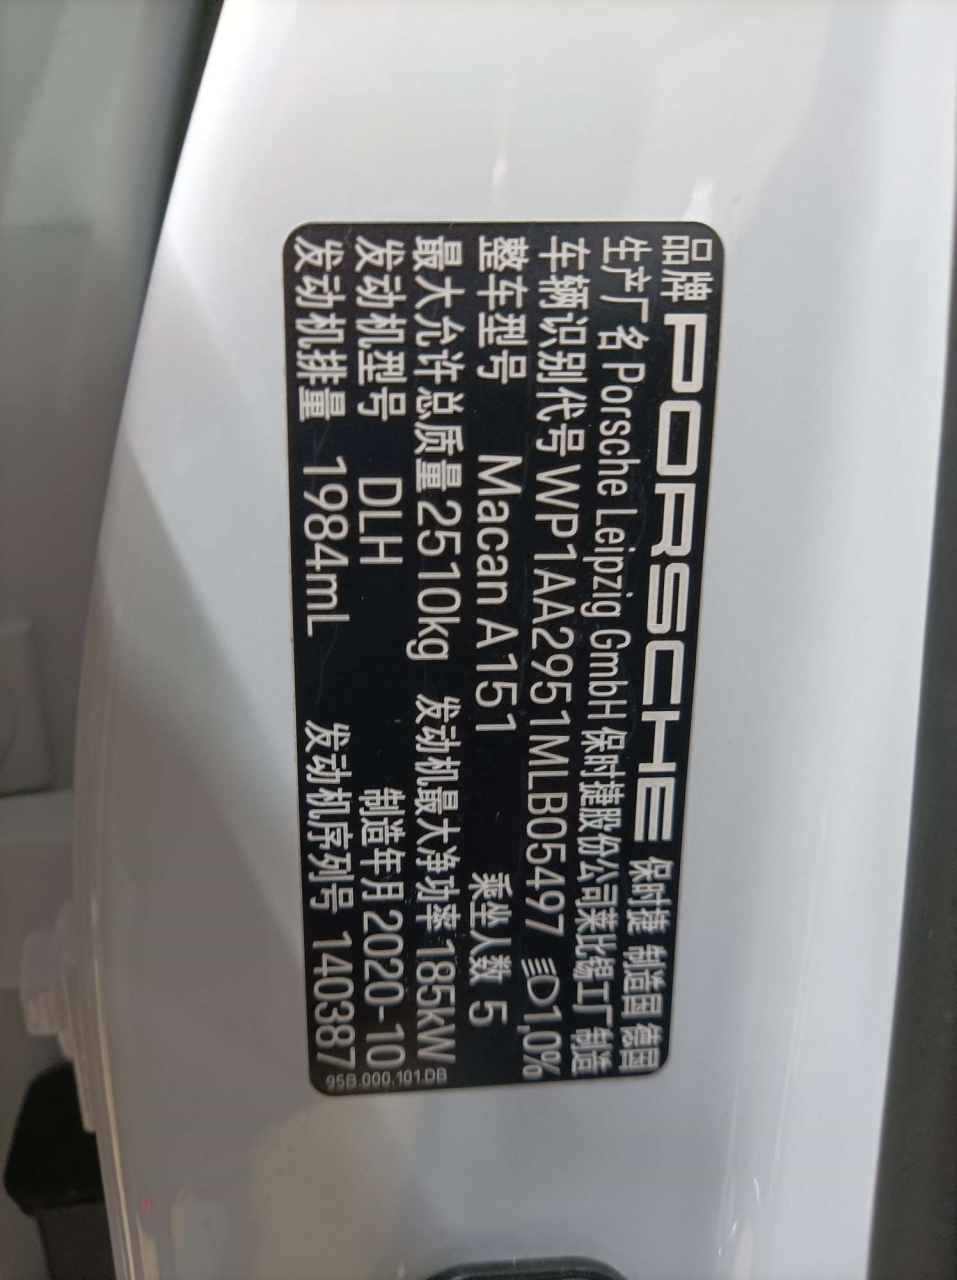 品牌 PORSCHE 保时捷 制造国 德国
生产厂名 Porsche Leipzig GmbH 保时捷股份公司莱比锡工厂制造
车辆识别代号 WP1AA2951MLB05497 1,0%
整车型号 Macan A151 乘坐人数 5
最大允许总质量 2510kg 发动机最大净功率 185kW
发动机型号 DLH 制造年月 2020-10
发动机排量 1984mL 发动机序列号 140387
95B.000.101.DB